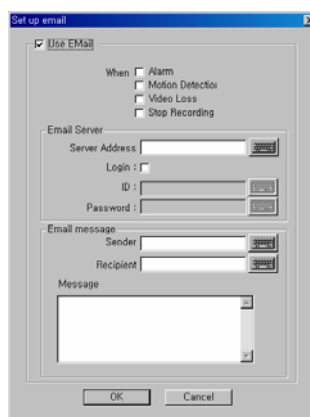 Set up email
Use EMail
When Alarm
Motion Detection
Video Loss
Stop Recording
Email Server
Server Address
Login :
ID :
Password :
Email message
Sender
Recipient
Message
OK Cancel